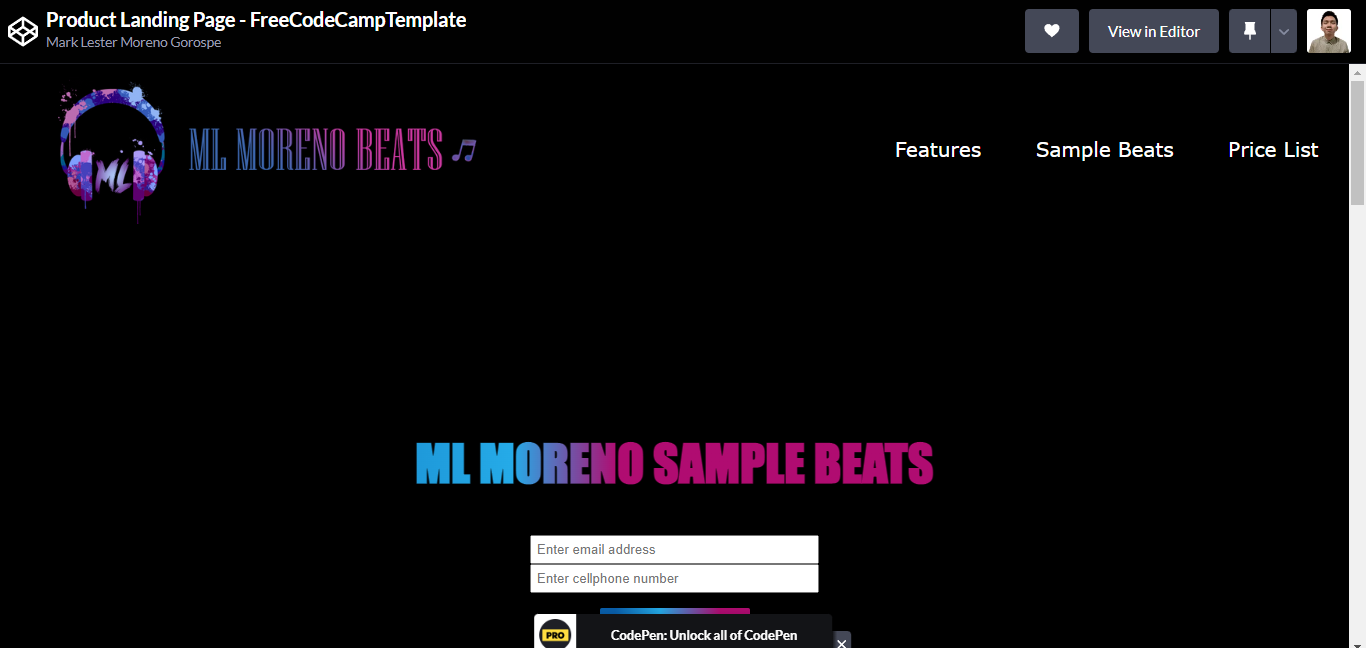 Product Landing Page - FreeCodeCampTemplate
Mark Lester Moreno Gorospe
View in Editor
ML
ML MORENO BEATS
Features
Sample Beats
Price List
ML MORENO SAMPLE BEATS
Enter email address
Enter cellphone number
PRO
CodePen: Unlock all of CodePen